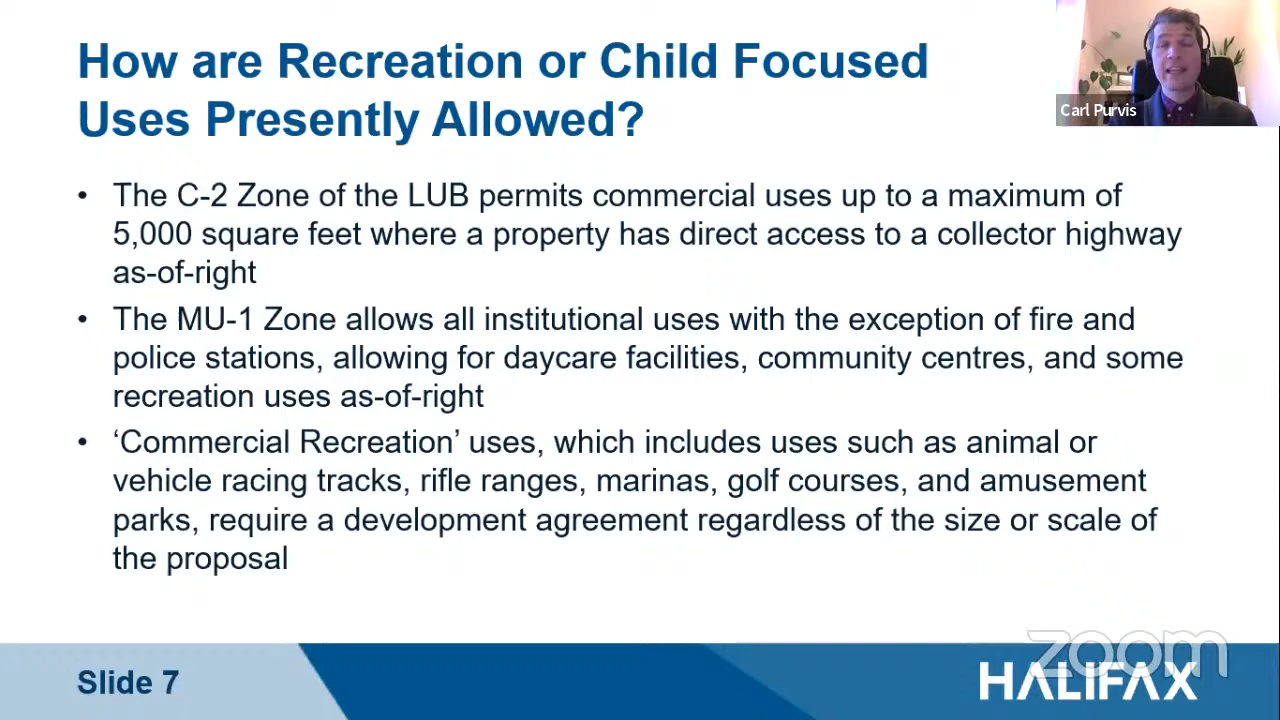 How are Recreation or Child Focused
Uses Presently Allowed?
Carl Purvis
• The C-2 Zone of the LUB permits commercial uses up to a maximum of
5,000 square feet where a property has direct access to a collector highway
as-of-right
• The MU-1 Zone allows all institutional uses with the exception of fire and
police stations, allowing for daycare facilities, community centres, and some
recreation uses as-of-right
• ‘Commercial Recreation’ uses, which includes uses such as animal or
vehicle racing tracks, rifle ranges, marinas, golf courses, and amusement
parks, require a development agreement regardless of the size or scale of
the proposal
Slide 7
zoom
HALIFAX